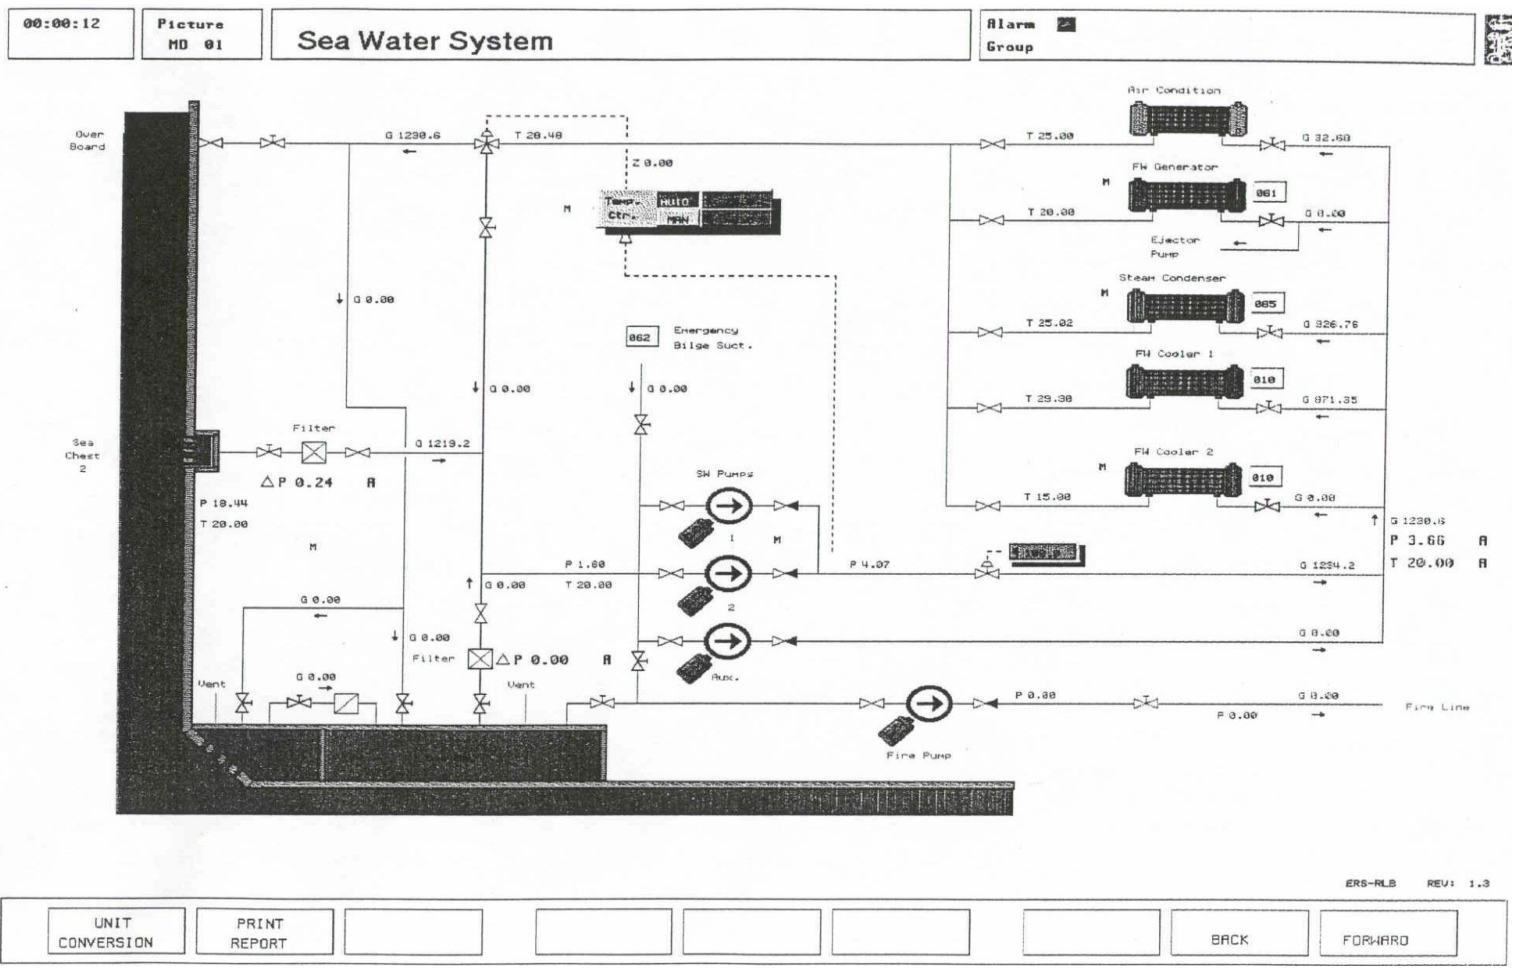 00:00:12
Picture
MD 01
Sea Water System
Alarm
Group
Over
Board
G 1230.6
T 28.48
Z 0.00
M
Temp.
Ctr.
AUTO
MAN
Air Condition
T 25.00
G 32.68
FW Generator
M
061
T 20.00
G 0.00
Ejector
Pump
Steam Condenser
M
085
T 25.02
G 326.76
FW Cooler 1
010
T 29.30
G 871.35
FW Cooler 2
M
010
T 15.00
G 0.00
G 0.00
G 0.00
062
Emergency
Bilge Suct.
G 0.00
Sea
Chest
2
Filter
G 1219.2
△P 0.24 A
P 18.44
T 20.00
M
SW Pumps
1
M
2
Aux.
P 1.60
T 20.00
G 0.00
P 4.07
G 1234.2
G 1230.6
P 3.66 A
T 20.00 A
G 0.00
G 0.00
G 0.00
Filter
△P 0.00 A
Vent
G 0.00
Vent
Fire Pump
P 0.00
G 0.00
P 0.00
Fire Line
ERS-RLB REV: 1.3
UNIT
CONVERSION
PRINT
REPORT
BACK
FORWARD